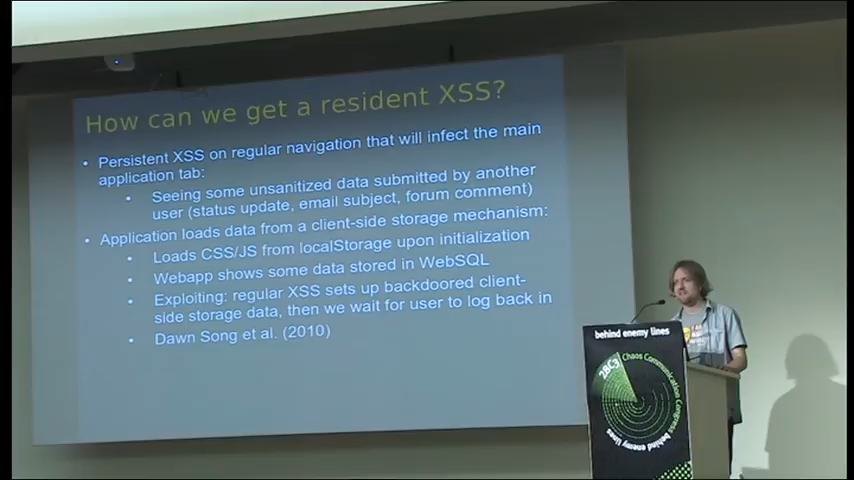 How can we get a resident XSS?
• Persistent XSS on regular navigation that will infect the main
application tab:
• Seeing some unsanitized data submitted by another
user (status update, email subject, forum comment)
• Application loads data from a client-side storage mechanism:
• Loads CSS/JS from localStorage upon initialization
• Webapp shows some data stored in WebSQL
• Exploiting: regular XSS sets up backdoored client-
side storage data, then we wait for user to log back in
• Dawn Song et al. (2010)
behind enemy lines
28C3
Chaos Communication Congress
behind enemy lines